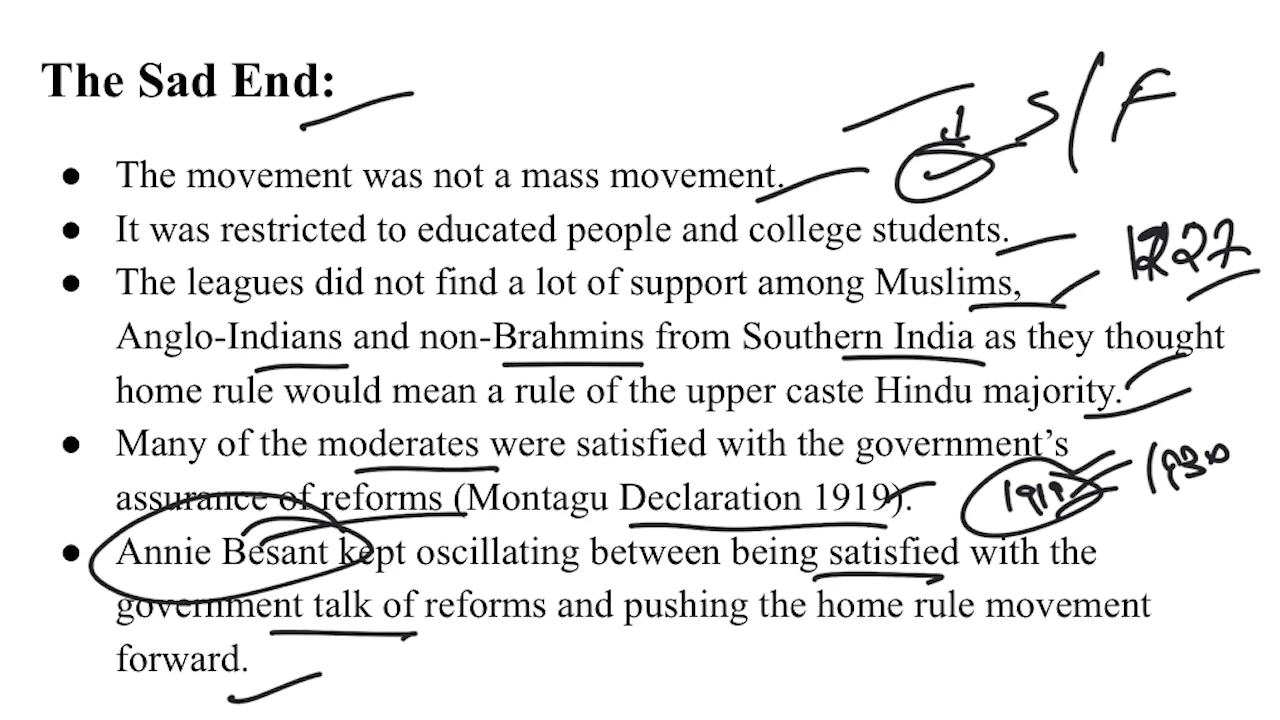 The Sad End:
S/F
● The movement was not a mass movement.
● It was restricted to educated people and college students.
● The leagues did not find a lot of support among Muslims,
Anglo-Indians and non-Brahmins from Southern India as they thought
home rule would mean a rule of the upper caste Hindu majority.
● Many of the moderates were satisfied with the government’s
assurance of reforms (Montagu Declaration 1919).
● Annie Besant kept oscillating between being satisfied with the
government talk of reforms and pushing the home rule movement
forward.